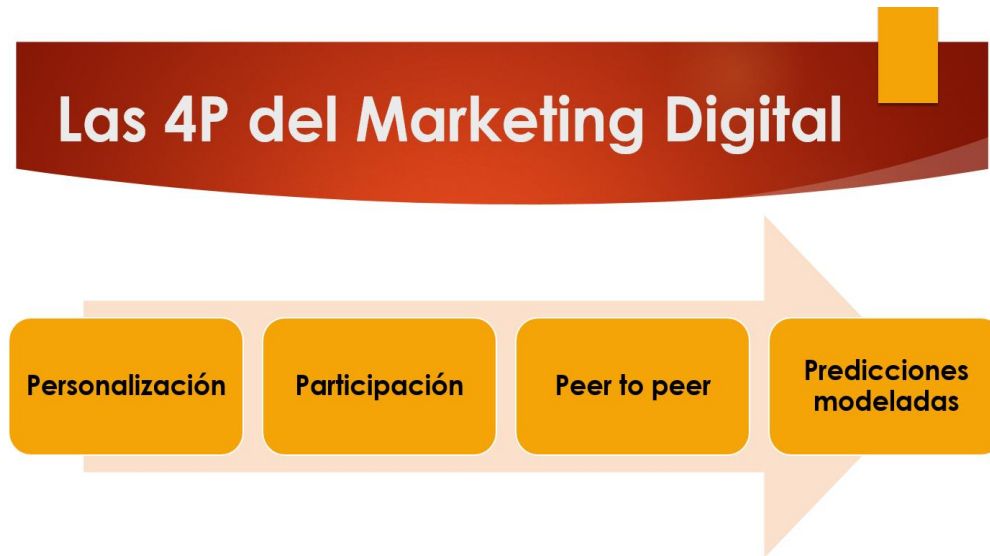 Las 4P del Marketing Digital
Personalización
Participación
Peer to peer
Predicciones
modeladas